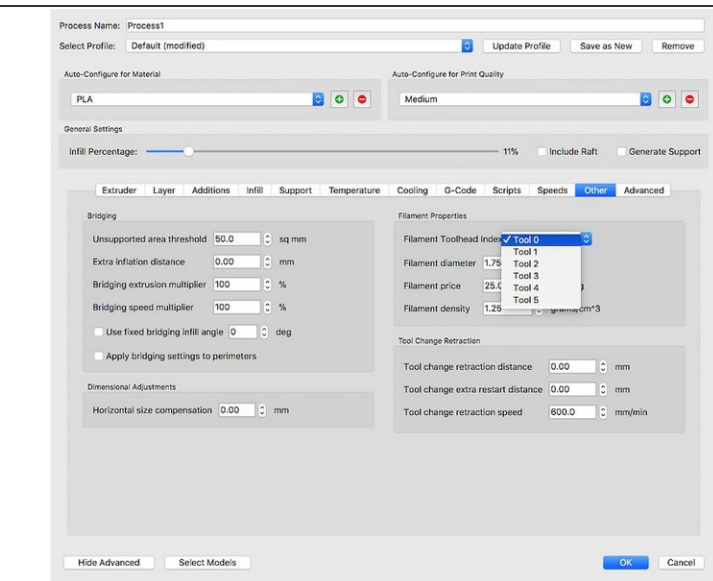 Process Name: Process1
Select Profile: Default (modified) Update Profile Save as New Remove
Auto-Configure for Material
PLA
Auto-Configure for Print Quality
Medium
General Settings
Infill Percentage: 11% Include Raft Generate Support
Extruder Layer Additions Infill Support Temperature Cooling G-Code Scripts Speeds Other Advanced
Bridging
Unsupported area threshold 50.0 sq mm
Extra inflation distance 0.00 mm
Bridging extrusion multiplier 100 %
Bridging speed multiplier 100 %
Use fixed bridging infill angle 0 deg
Apply bridging settings to perimeters
Dimensional Adjustments
Horizontal size compensation 0.00 mm
Filament Properties
Filament Toolhead Index ✓ Tool 0
Tool 1
Tool 2
Tool 3
Tool 4
Tool 5
Filament diameter 1.75
Filament price 25.0
Filament density 1.25 grams/cm^3
Tool Change Retraction
Tool change retraction distance 0.00 mm
Tool change extra restart distance 0.00 mm
Tool change retraction speed 600.0 mm/min
Hide Advanced Select Models OK Cancel